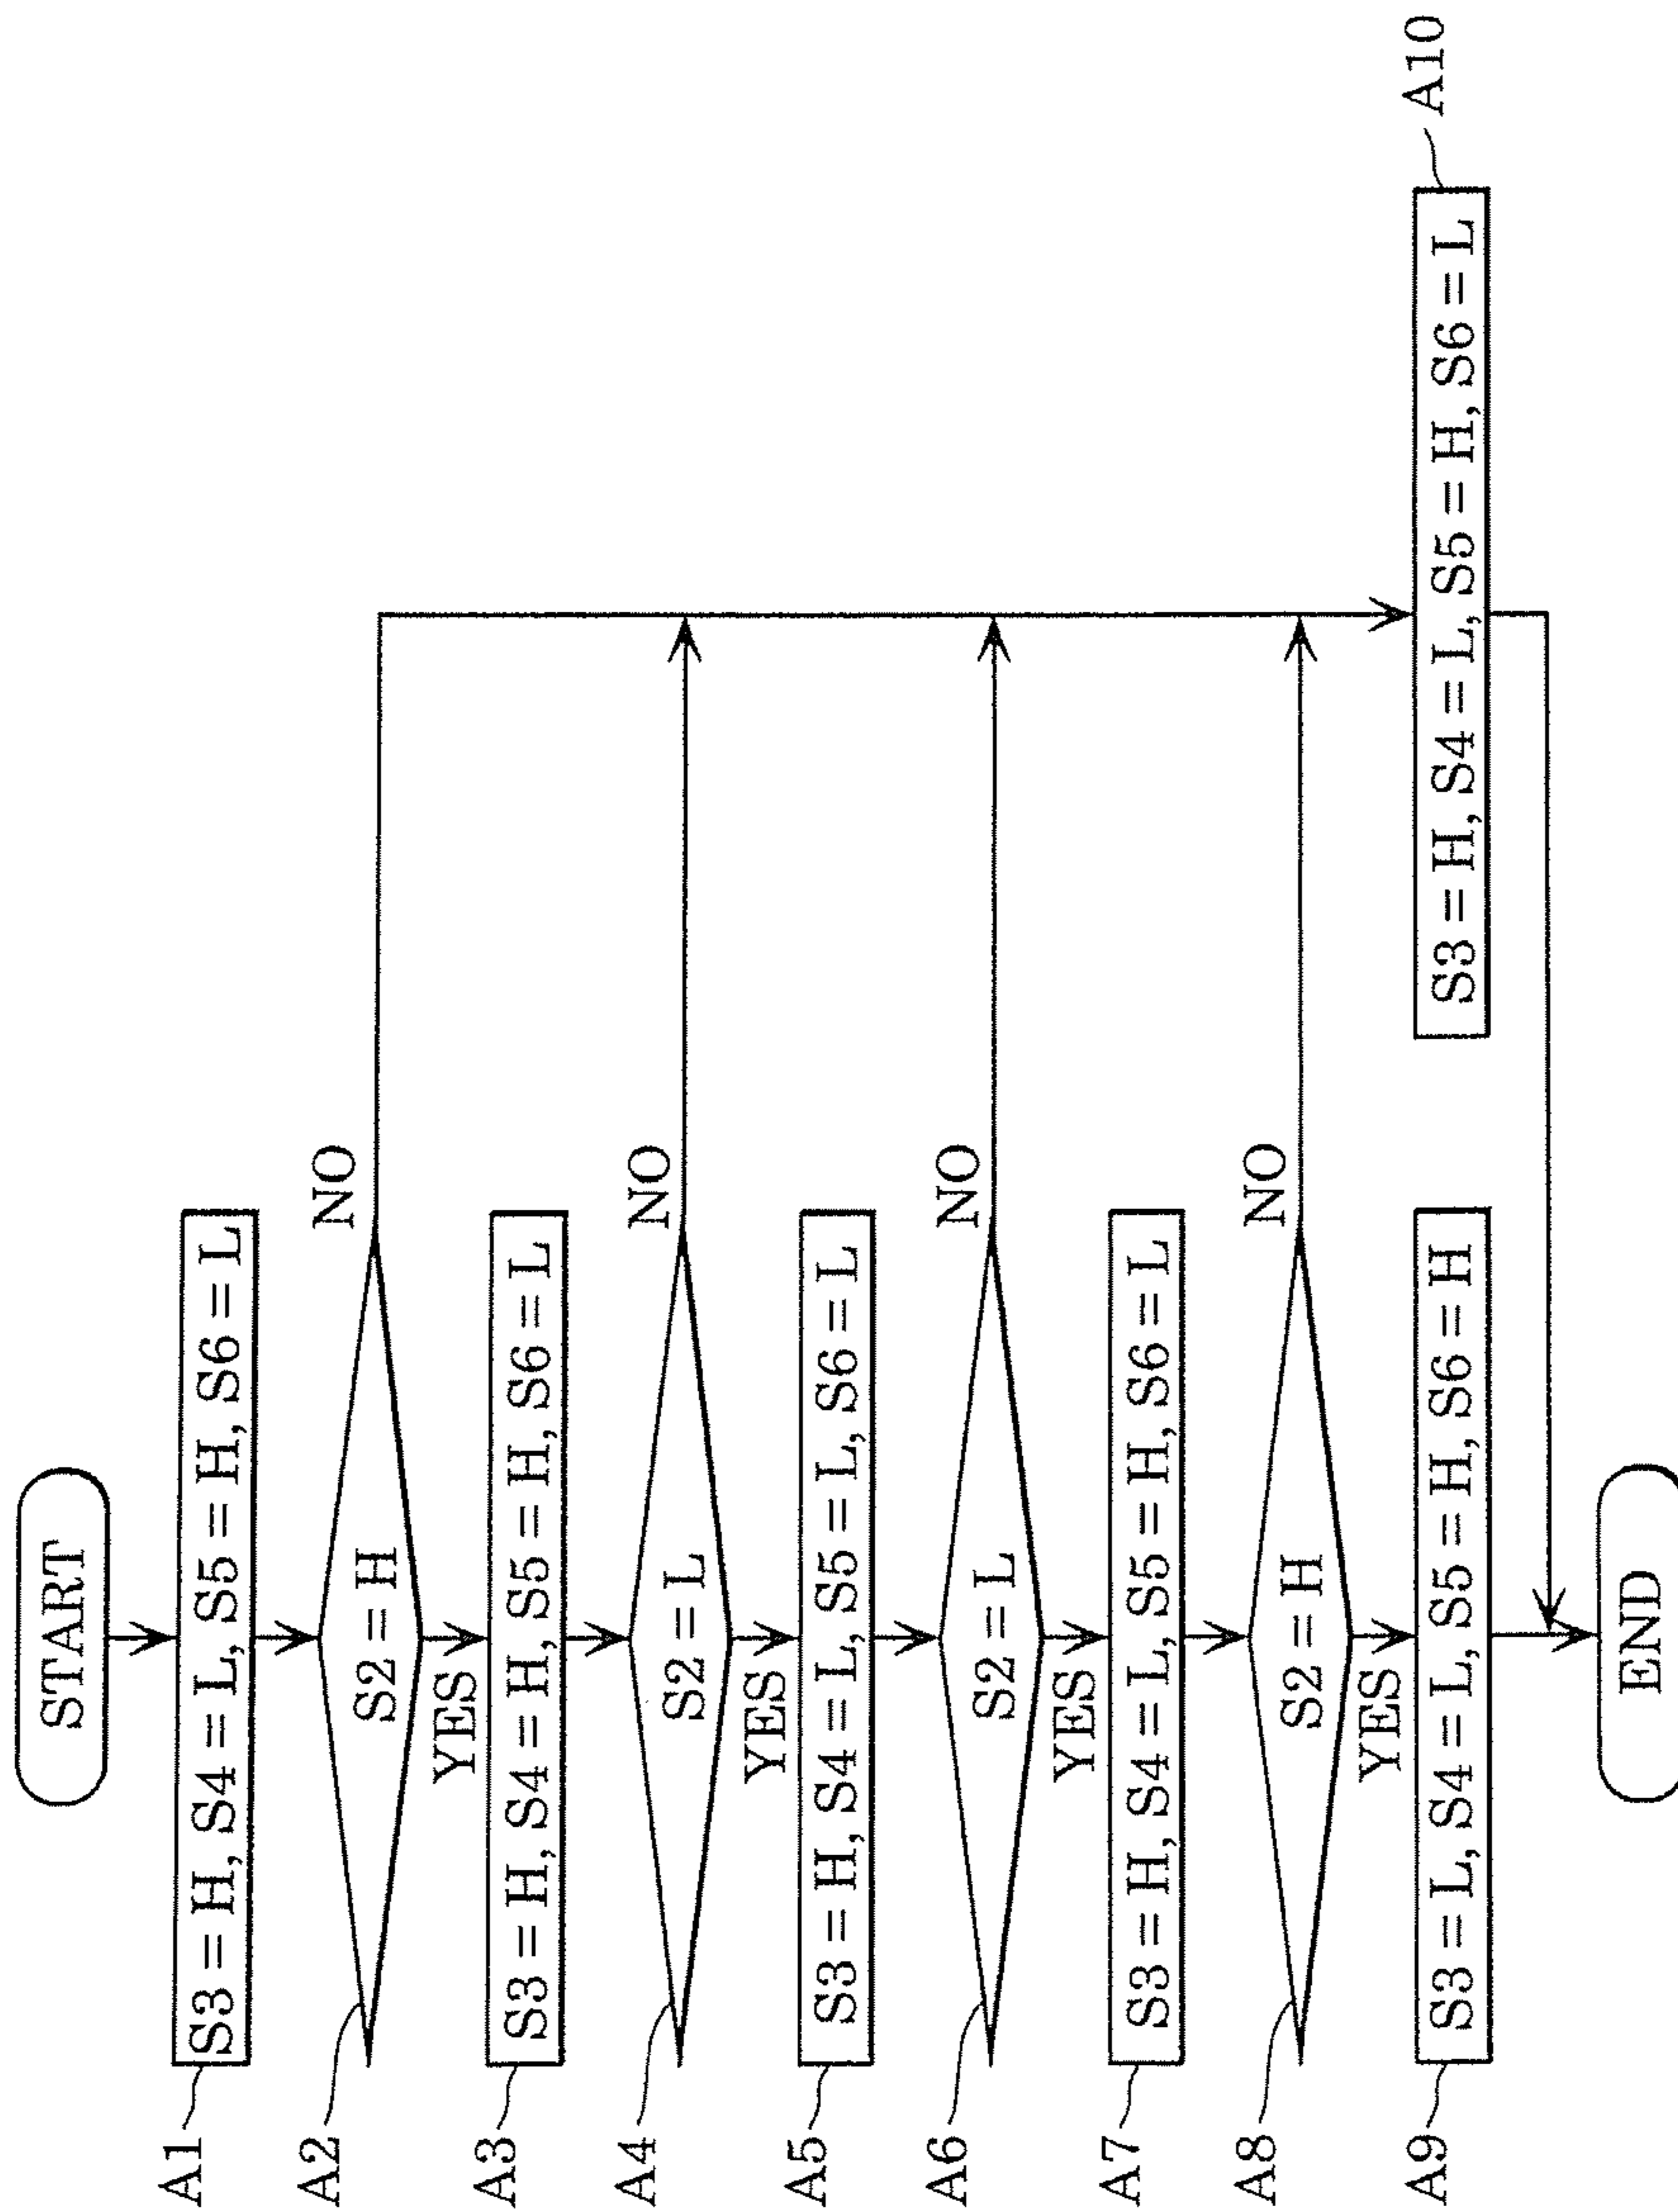 START
A1
S3 = H, S4 = L, S5 = H, S6 = L
A2
S2 = H
NO
YES
A3
S3 = H, S4 = H, S5 = H, S6 = L
A4
S2 = L
NO
YES
A5
S3 = H, S4 = L, S5 = L, S6 = L
A6
S2 = L
NO
YES
A7
S3 = H, S4 = L, S5 = H, S6 = L
A8
S2 = H
NO
YES
A9
S3 = L, S4 = L, S5 = H, S6 = H
S3 = H, S4 = L, S5 = H, S6 = L
A10
END